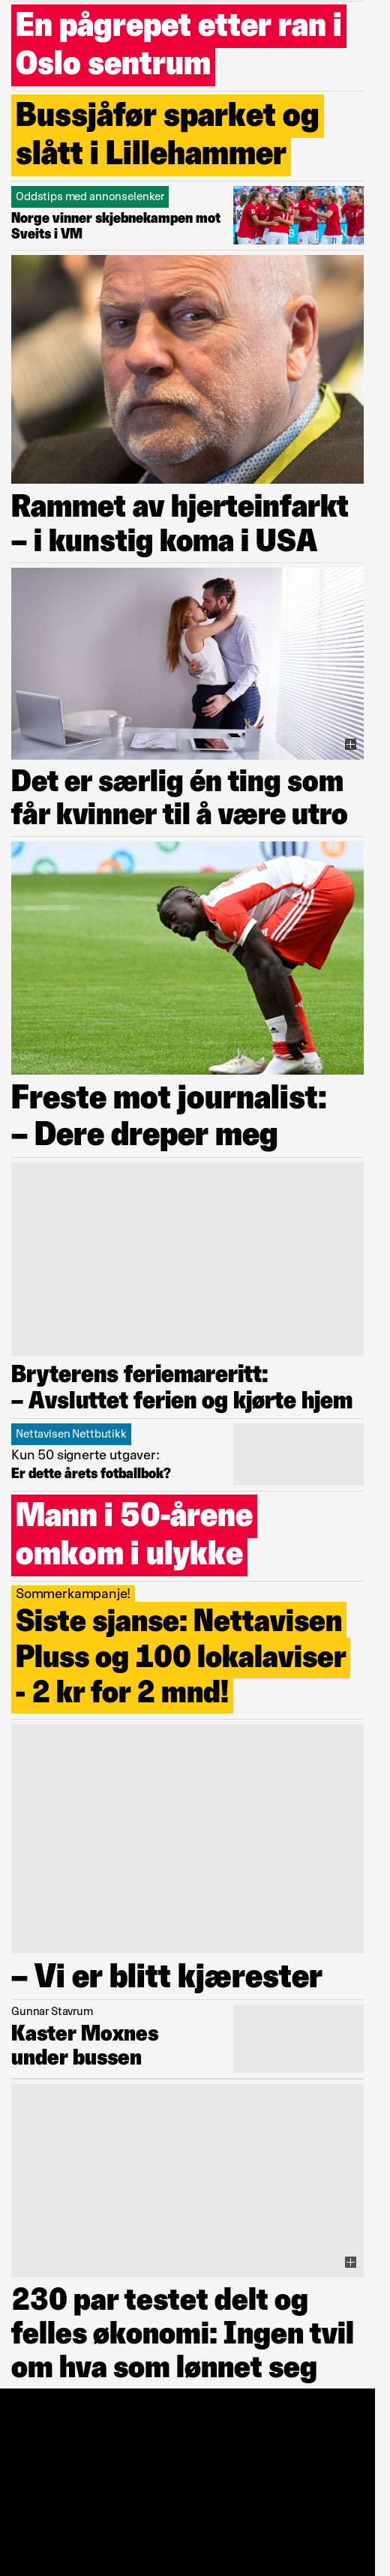 En pågrepet etter ran i
Oslo sentrum
Bussjåfør sparket og
slått i Lillehammer
Oddstips med annonselenker
Norge vinner skjebnekampen mot
Sveits i VM
Rammet av hjerteinfarkt
– i kunstig koma i USA
Det er særlig én ting som
får kvinner til å være utro
Freste mot journalist:
– Dere dreper meg
Bryterens feriemareritt:
– Avsluttet ferien og kjørte hjem
Nettavisen Nettbutikk
Kun 50 signerte utgaver:
Er dette årets fotballbok?
Mann i 50-årene
omkom i ulykke
Sommerkampanje!
Siste sjanse: Nettavisen
Pluss og 100 lokalaviser
- 2 kr for 2 mnd!
– Vi er blitt kjærester
Gunnar Stavrum
Kaster Moxnes
under bussen
230 par testet delt og
felles økonomi: Ingen tvil
om hva som lønnet seg